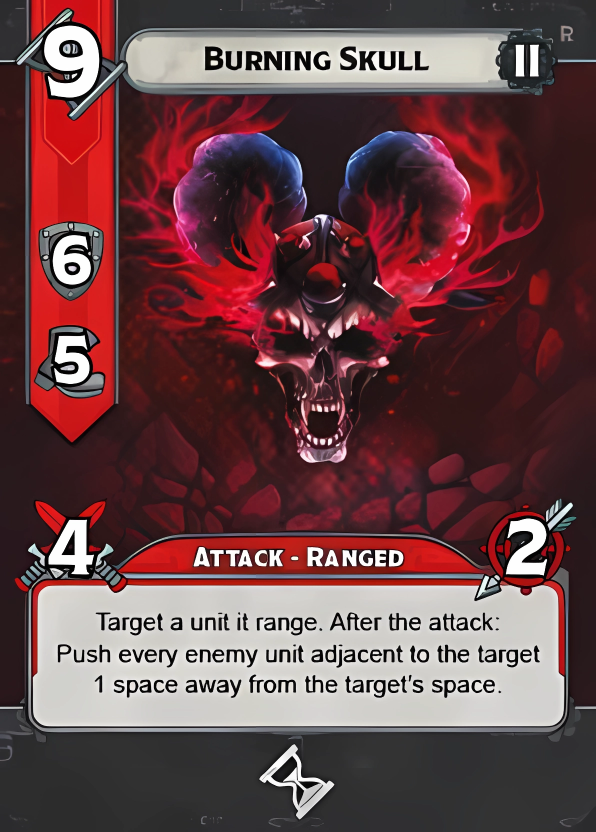 9
BURNING SKULL
II
R
6
5
4
ATTACK - RANGED
2
Target a unit it range. After the attack:
Push every enemy unit adjacent to the target
1 space away from the target's space.